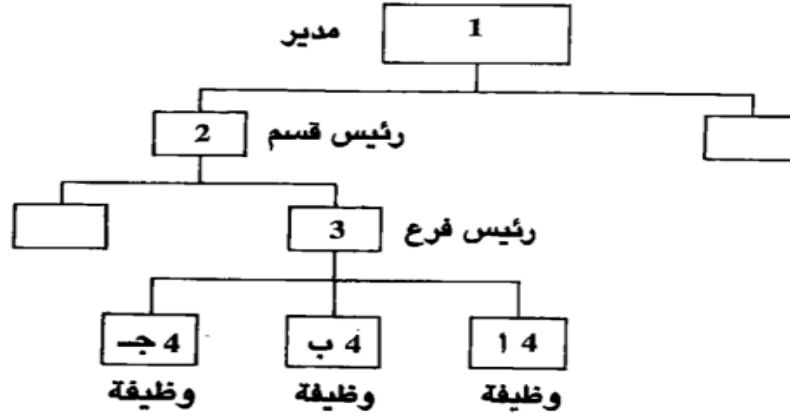 مدير
1
2
رئيس قسم
3
رئيس فرع
4 ا
4 ب
4 جـ
وظيفة
وظيفة
وظيفة